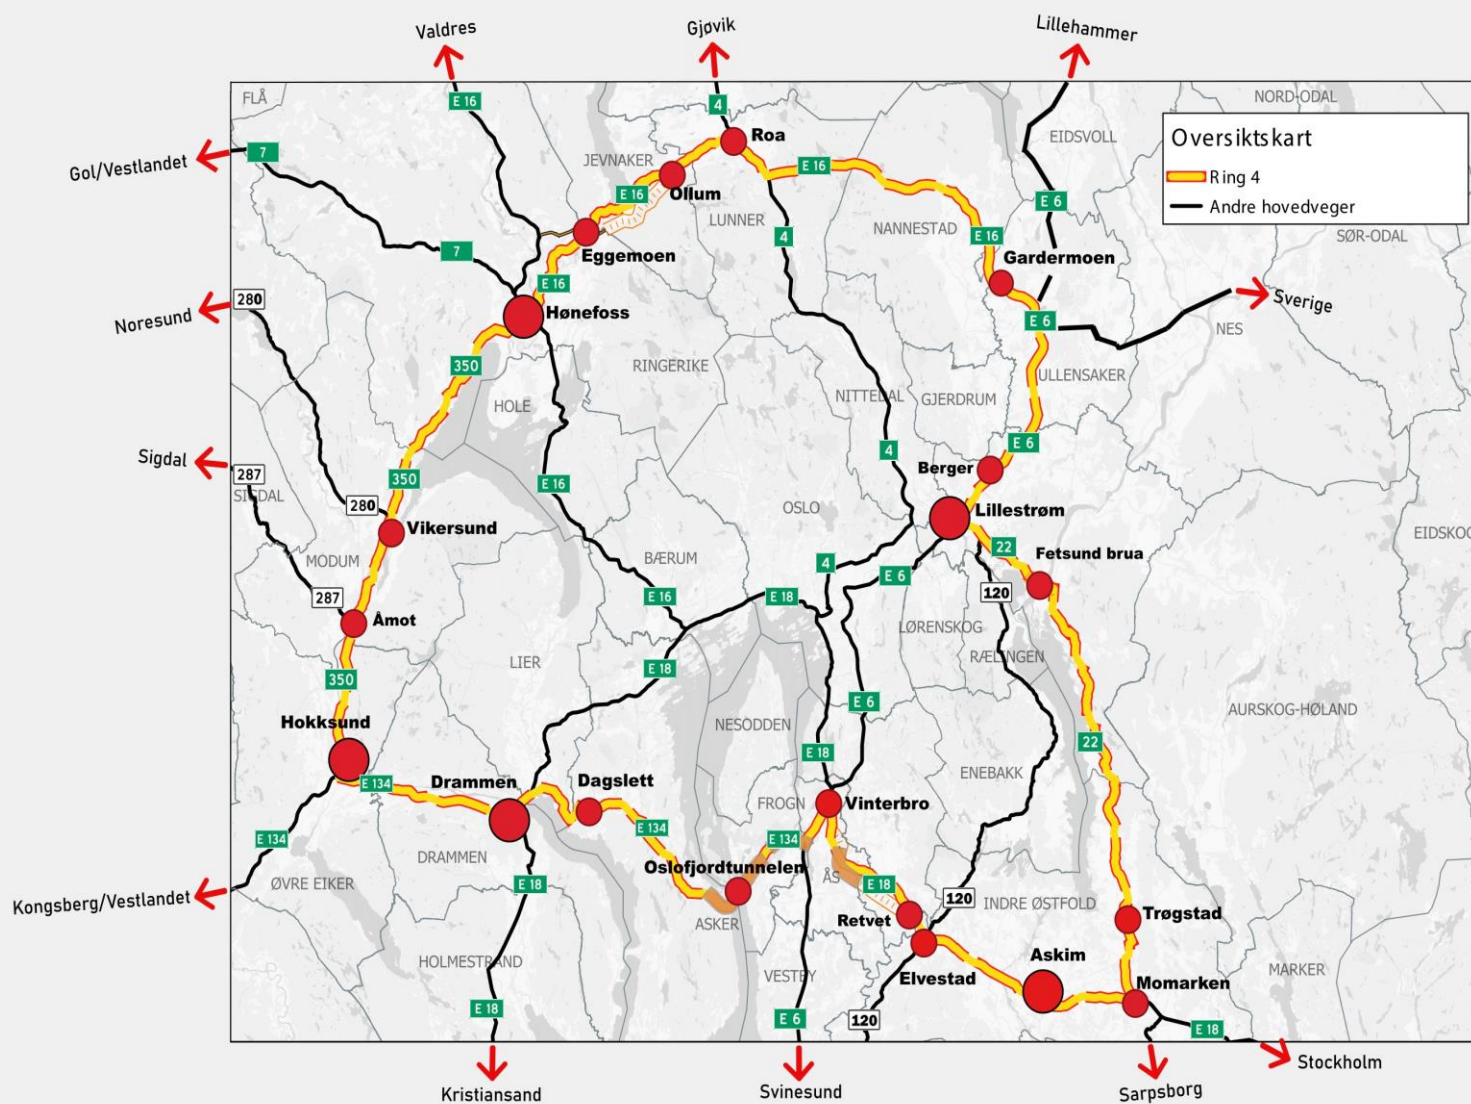 Valdres
Gjøvik
Lillehammer
FLÅ
E 16
4
NORD-ODAL
EIDSVOLL
Oversiktskart
Ring 4
Andre hovedveger
Gol/Vestlandet
7
JEVNAKER
Roa
E 16
Ollum
E 16
LUNNER
NANNESTAD
E 6
SØR-ODAL
7
Eggemoen
4
E 16
Gardermoen
E 16
Noresund
280
Hønefoss
E 6
Sverige
NES
350
RINGERIKE
HOLE
NITTEDAL
GJERDRUM
ULLENSAKER
Sigdal
287
SIGDAL
350
E 16
4
E 6
Berger
280
Vikersund
OSLO
Lillestrøm
EIDSKOG
MODUM
BÆRUM
22
Fetsund brua
287
4
E 6
E 16
E 18
120
Åmot
LØRENSKOG
RÆLINGEN
LIER
E 18
350
E 6
Hokksund
NESODDEN
AURSKOG-HØLAND
22
E 18
ENEBAKK
E 134
Drammen
Dagslett
FROGN
Vinterbro
E 134
E 134
E 134
DRAMMEN
Oslofjordtunnelen
ÅS
E 18
Kongsberg/Vestlandet
ØVRE EIKER
E 18
120
INDRE ØSTFOLD
Retvet
Trøgstad
ASKER
HOLMESTRAND
VESTBY
Elvestad
Askim
Momarken
MARKER
E 18
E 6
120
E 18
Kristiansand
Svinesund
Sarpsborg
Stockholm